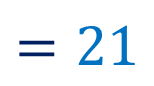 = 21